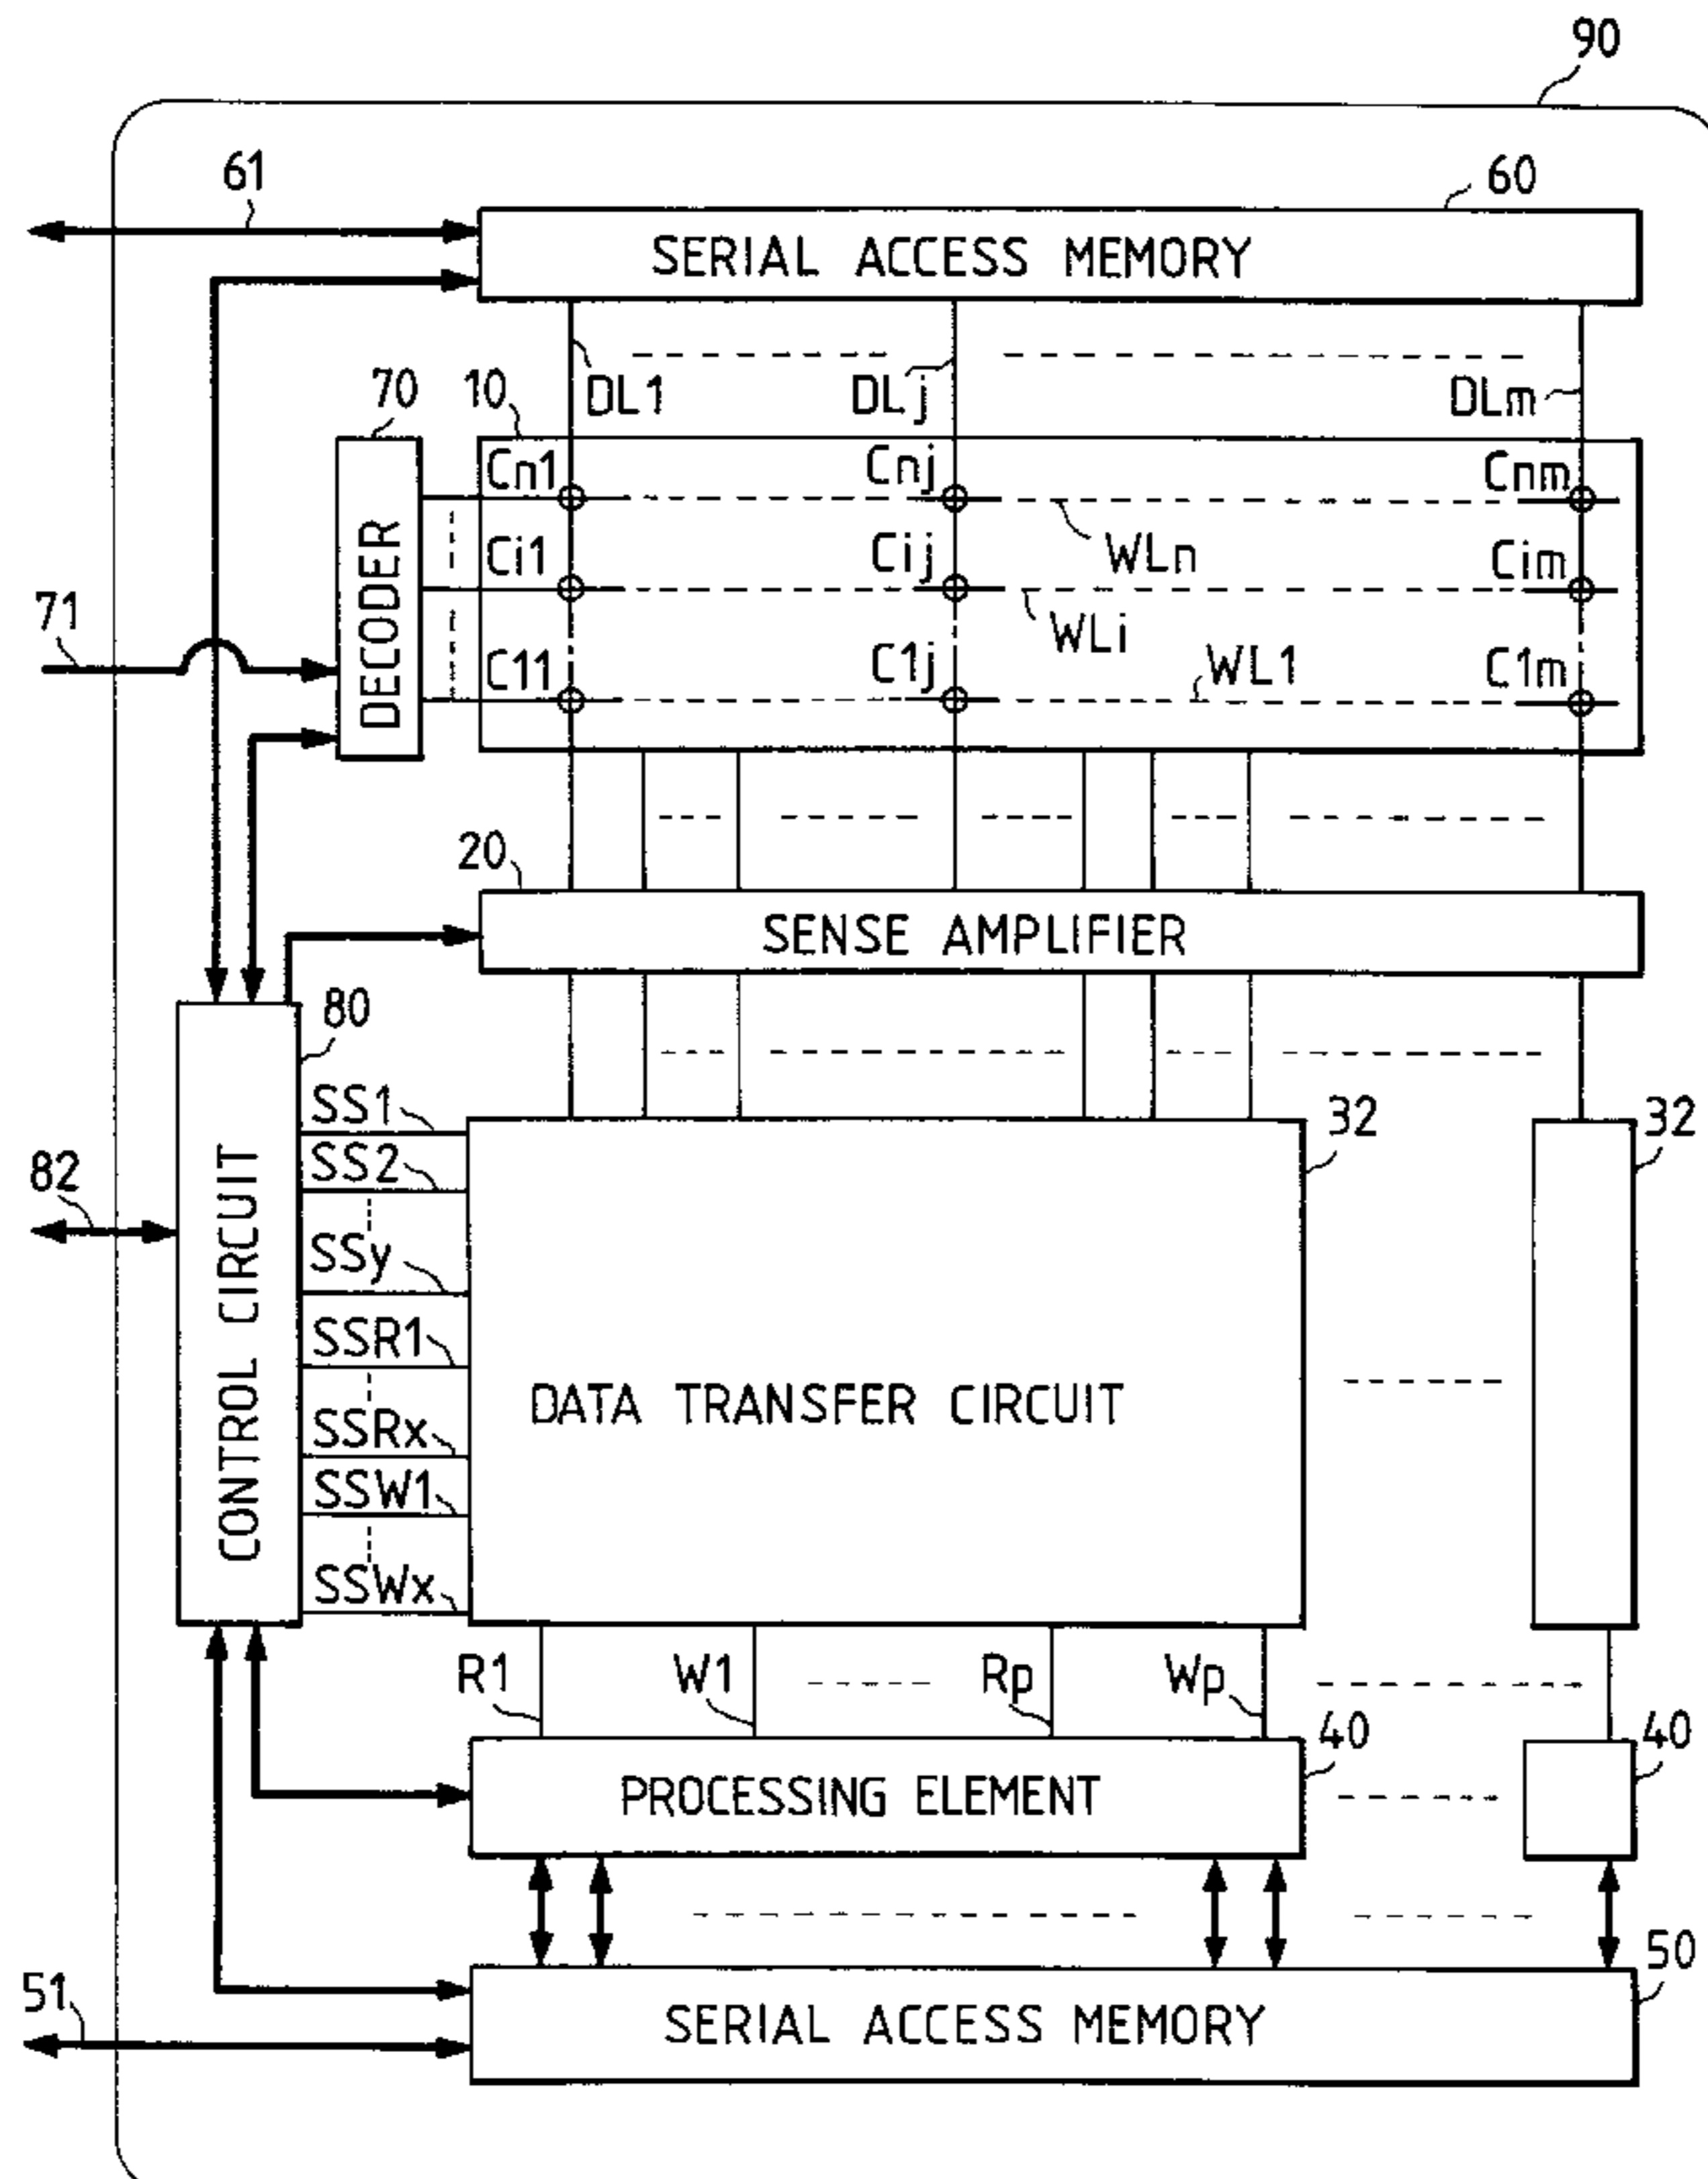 90
61
60
SERIAL ACCESS MEMORY
70
10
DL1
DLj
DLm
Cn1
Cnj
Cnm
WLn
Ci1
Cij
Cim
WLi
71
DECODER
C11
C1j
WL1
C1m
20
SENSE AMPLIFIER
80
SS1
32
32
SS2
82
SSy
CONTROL CIRCUIT
SSR1
DATA TRANSFER CIRCUIT
SSRx
SSW1
SSWx
R1
W1
Rp
Wp
40
40
PROCESSING ELEMENT
50
51
SERIAL ACCESS MEMORY